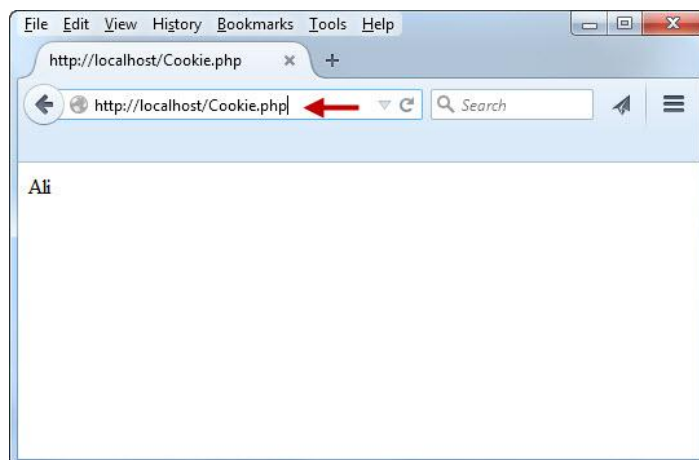 File Edit View History Bookmarks Tools Help
http://localhost/Cookie.php
http://localhost/Cookie.php Search
Ali